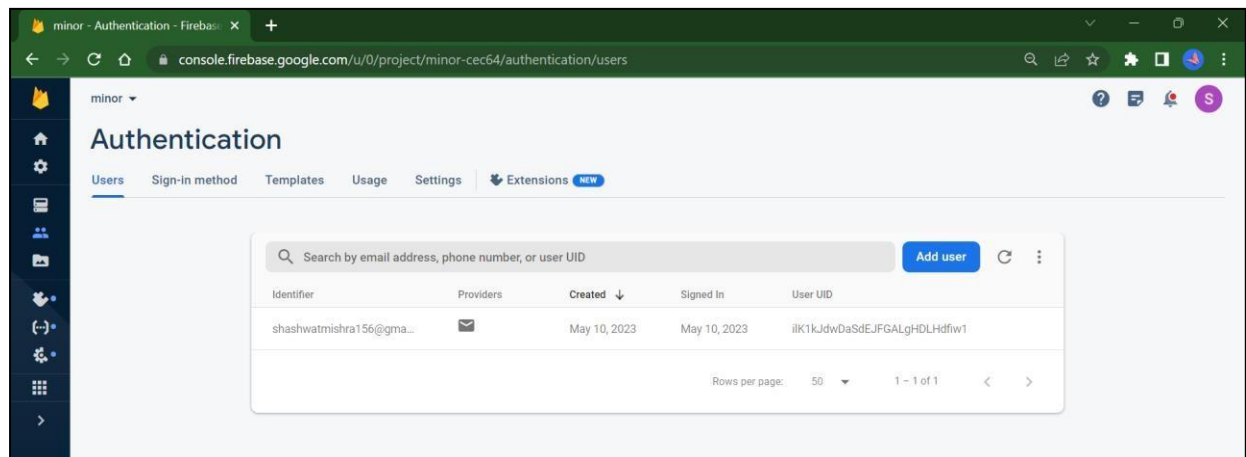 minor - Authentication - Firebase
console.firebase.google.com/u/0/project/minor-cec64/authentication/users
minor
S
Authentication
Users Sign-in method Templates Usage Settings Extensions NEW
Search by email address, phone number, or user UID Add user
Identifier Providers Created Signed In User UID
shashwatmishra156@gma... May 10, 2023 May 10, 2023 ilK1kJdwDaSdEJFGALgHDLHdfiw1
Rows per page: 50 1 – 1 of 1